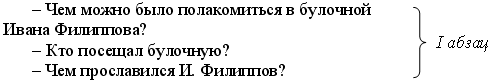 – Чем можно было полакомиться в булочной
Ивана Филиппова?
– Кто посещал булочную?
– Чем прославился И. Филиппов?
I абзац